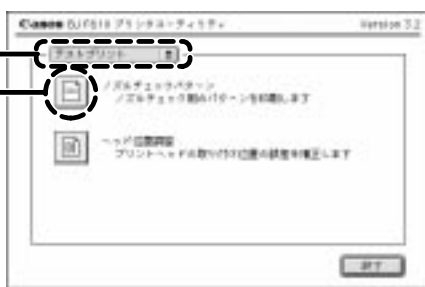 Canon BJ F610 プリンタユーティリティ Version 3.2
テストプリント
ノズルチェックパターン
ノズルチェック用のパターンを印刷します
ヘッド位置調整
プリントヘッドの取り付け位置の誤差を補正します
終了